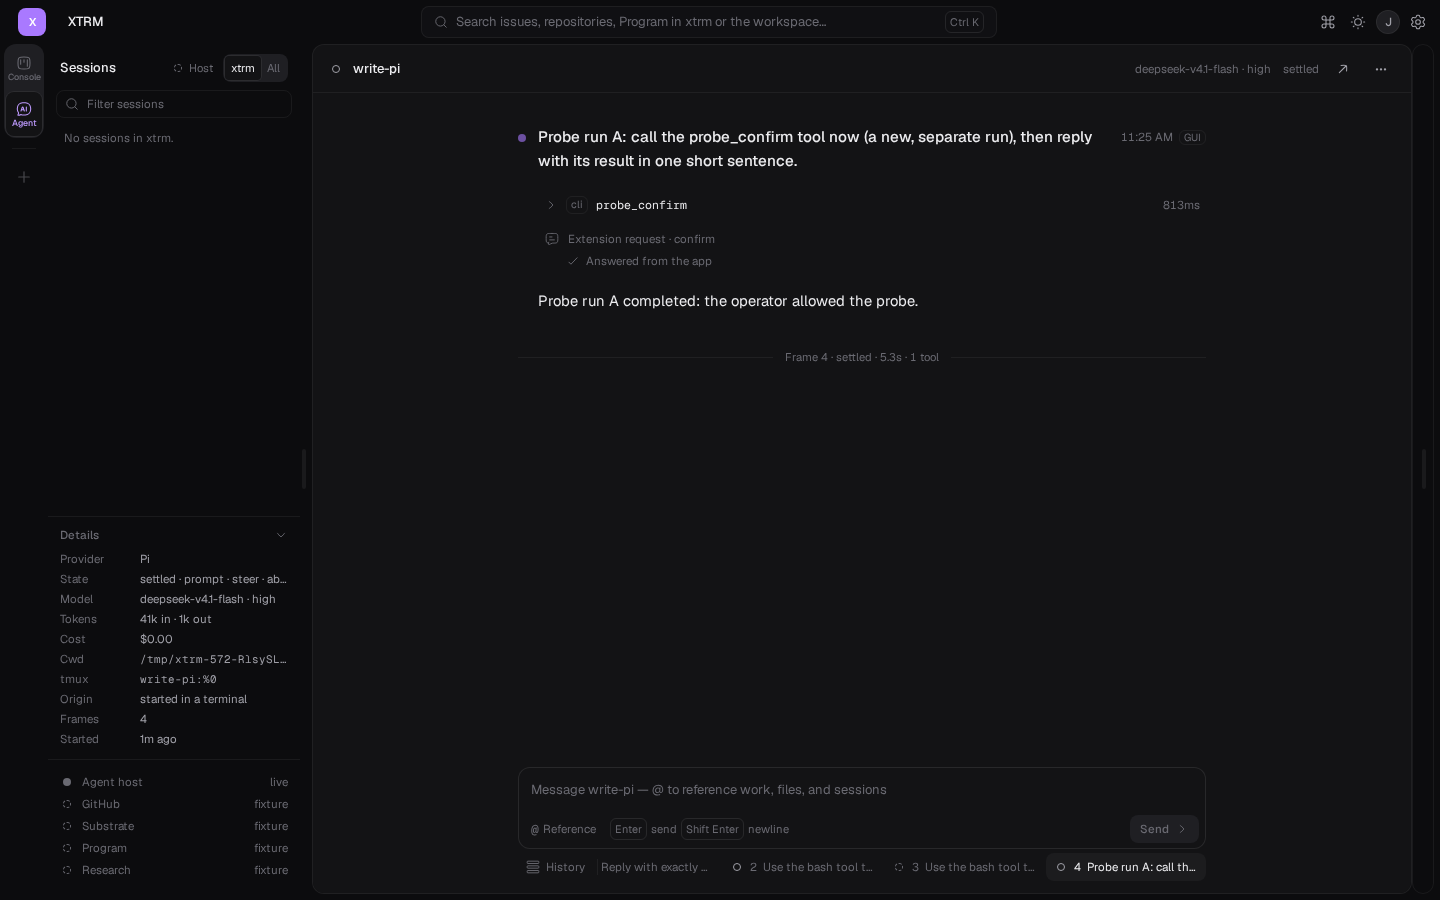 X
XTRM
Search issues, repositories, Program in xtrm or the workspace...
Ctrl K
J
Console
AI
Agent
Sessions
Host
xtrm
All
Filter sessions
No sessions in xtrm.
write-pi
deepseek-v4.1-flash · high
settled
Probe run A: call the probe_confirm tool now (a new, separate run), then reply
with its result in one short sentence.
11:25 AM
GUI
cli
probe_confirm
813ms
Extension request · confirm
Answered from the app
Probe run A completed: the operator allowed the probe.
Frame 4 · settled · 5.3s · 1 tool
Details
Provider Pi
State settled · prompt · steer · ab...
Model deepseek-v4.1-flash · high
Tokens 41k in · 1k out
Cost $0.00
Cwd /tmp/xtrm-572-RlsySL...
tmux write-pi:%0
Origin started in a terminal
Frames 4
Started 1m ago
Agent host live
GitHub fixture
Substrate fixture
Program fixture
Research fixture
Message write-pi — @ to reference work, files, and sessions
@ Reference
Enter send Shift Enter newline
Send
History
Reply with exactly ...
2 Use the bash tool t...
3 Use the bash tool t...
4 Probe run A: call th...